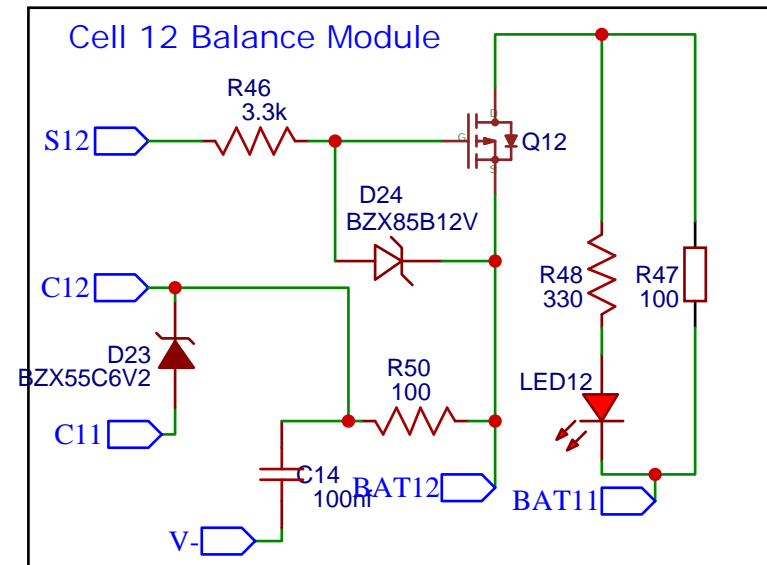 Cell 12 Balance Module
R46
3.3k
S12
D
G
S
Q12
D24
BZX85B12V
C12
D23
BZX55C6V2
C11
R48
330
R47
100
R50
100
LED12
C14
100nf
BAT12
BAT11
V-